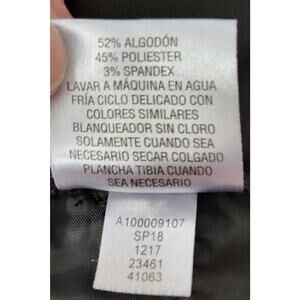 52% ALGODÓN
45% POLIESTER
3% SPANDEX
LAVAR A MÁQUINA EN AGUA
FRÍA CICLO DELICADO CON
COLORES SIMILARES
BLANQUEADOR SIN CLORO
SOLAMENTE CUANDO SEA
NECESARIO SECAR COLGADO
PLANCHA TIBIA CUANDO
SEA NECESARIO
A100009107
SP18
1217
23461
41063